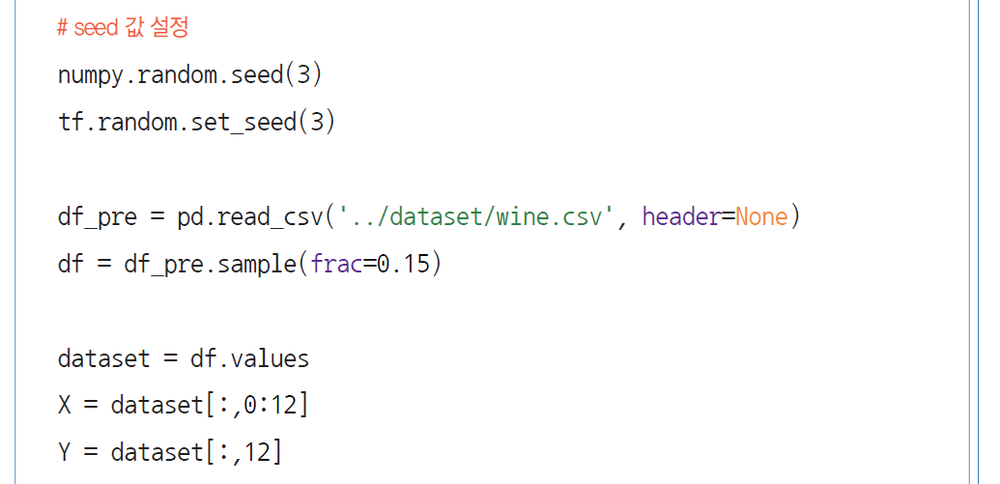 # seed 값 설정
numpy.random.seed(3)
tf.random.set_seed(3)
df_pre = pd.read_csv('../dataset/wine.csv', header=None)
df = df_pre.sample(frac=0.15)
dataset = df.values
X = dataset[:,0:12]
Y = dataset[:,12]